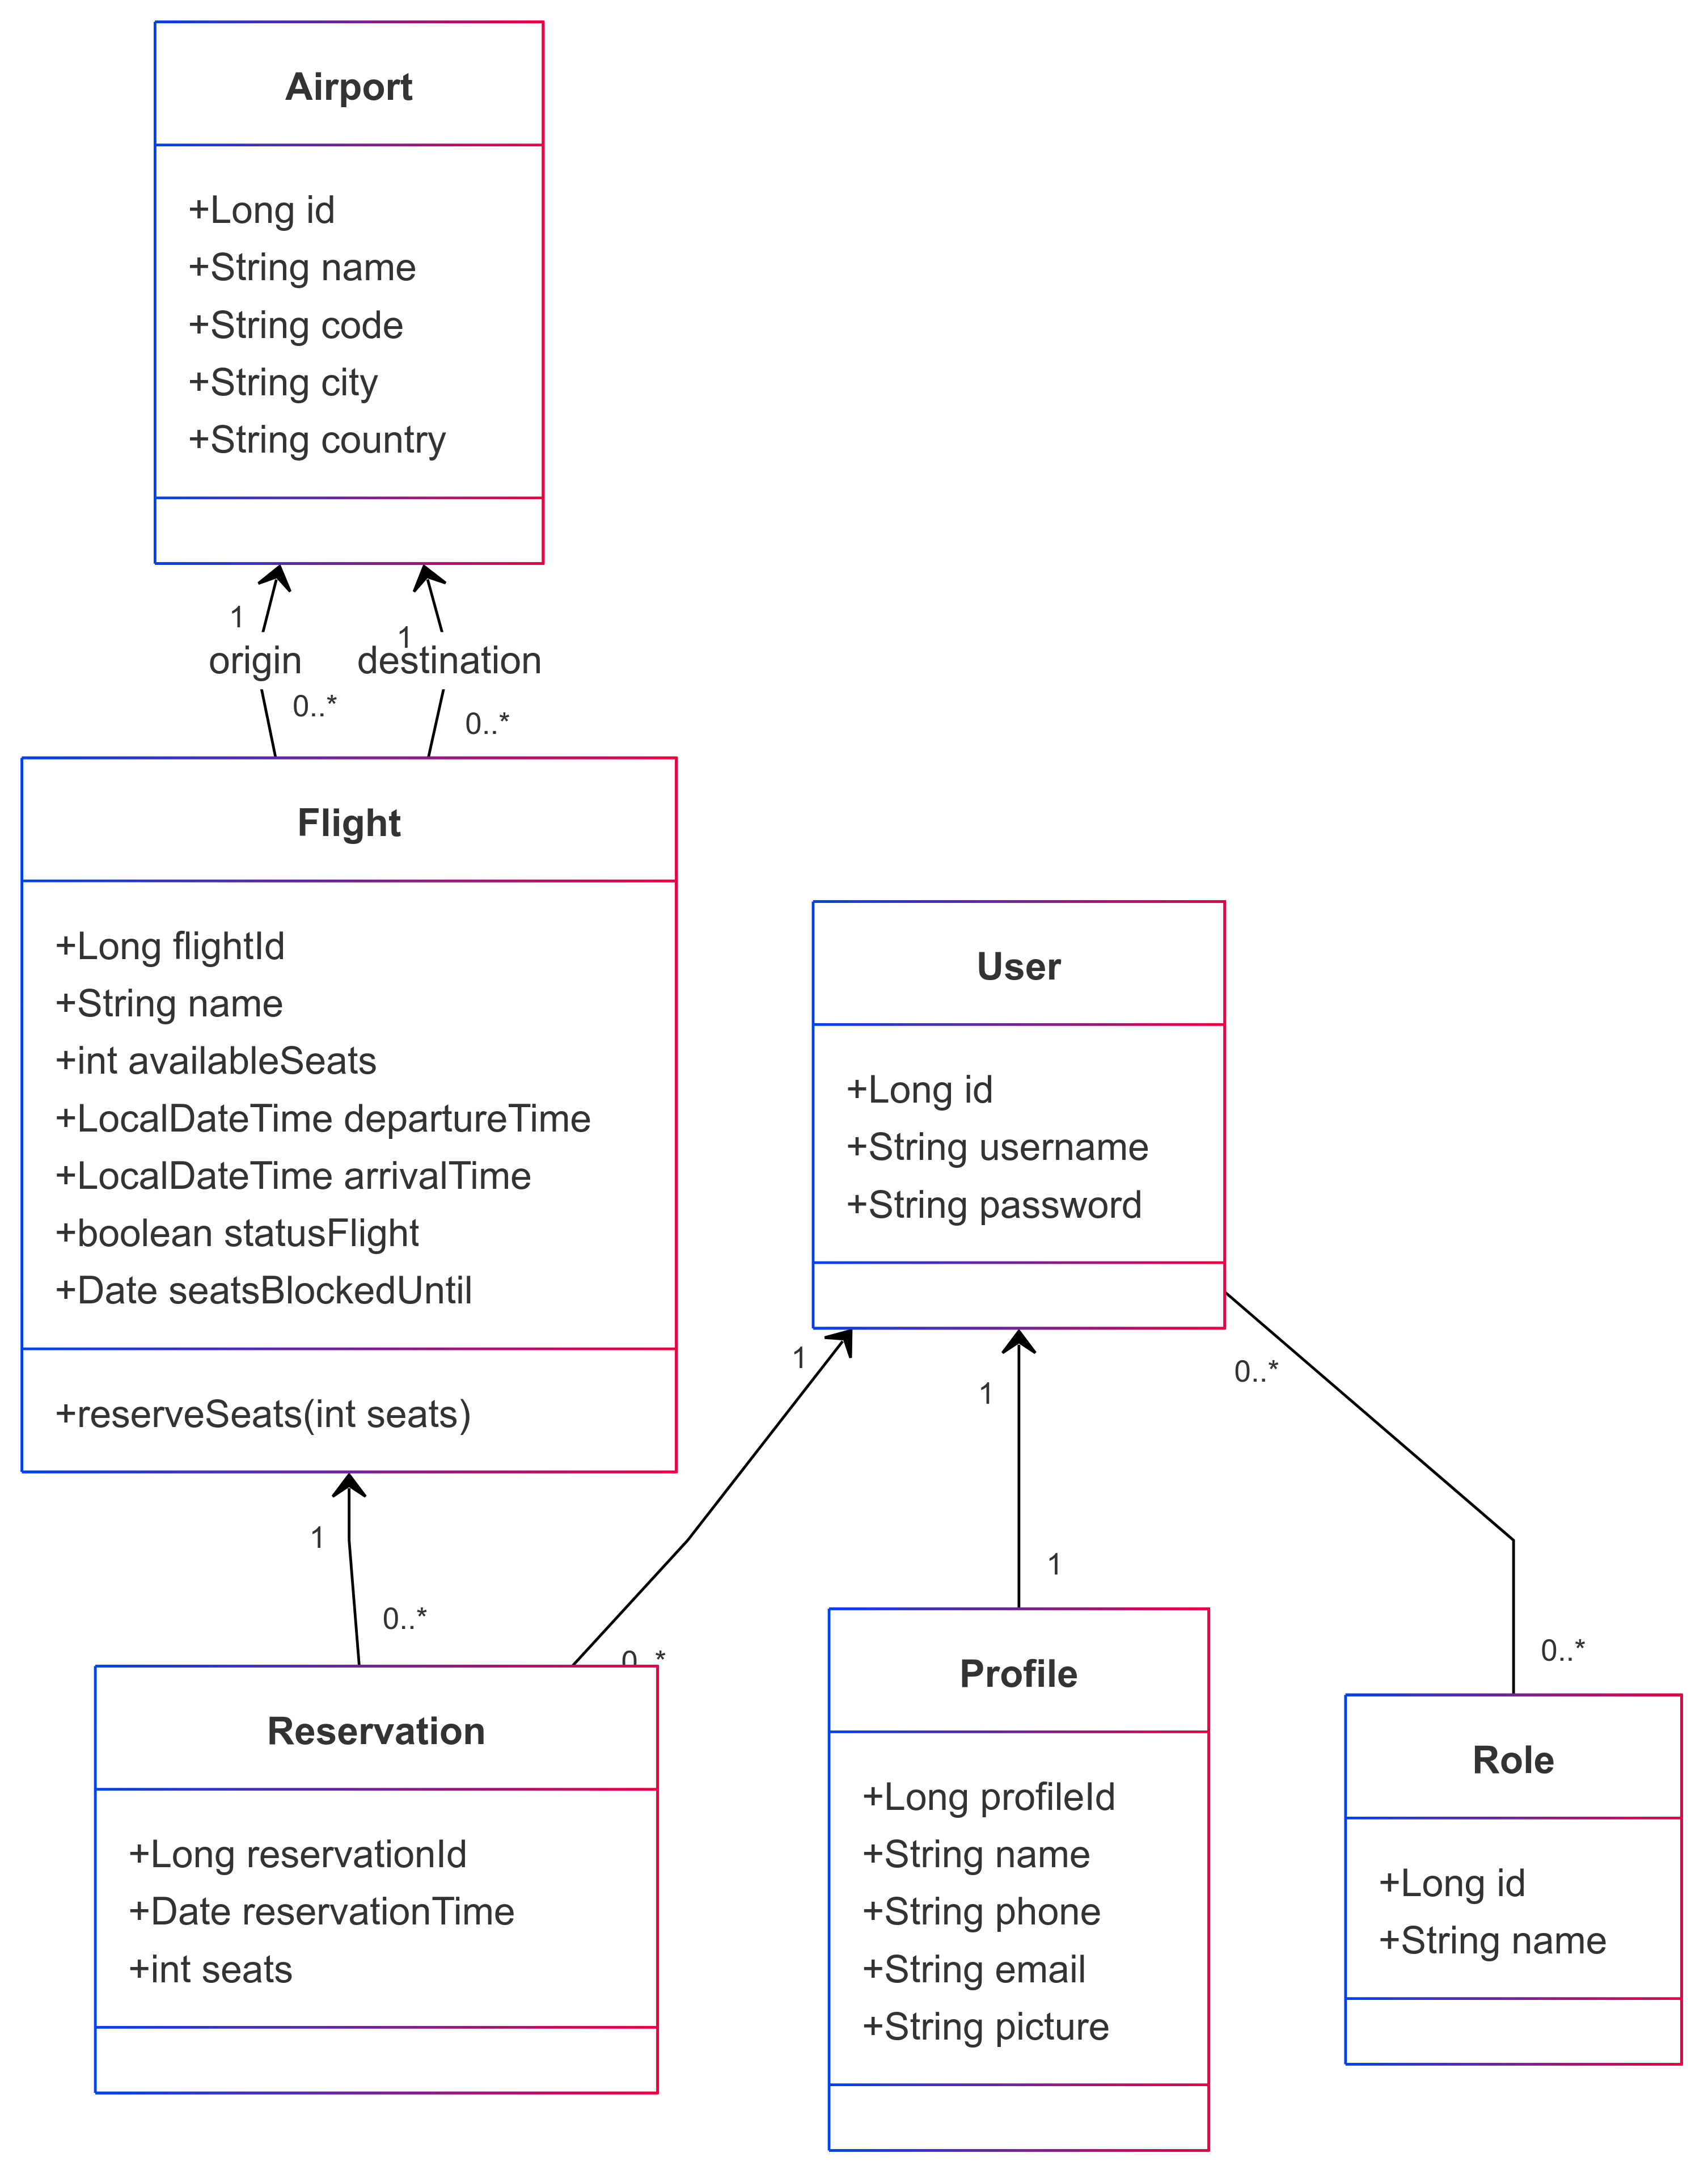 Airport
+Long id
+String name
+String code
+String city
+String country
1
1
origin
destination
0..*
0..*
Flight
+Long flightId
+String name
+int availableSeats
+LocalDateTime departureTime
+LocalDateTime arrivalTime
+boolean statusFlight
+Date seatsBlockedUntil
+reserveSeats(int seats)
User
+Long id
+String username
+String password
1
1
0..*
1
1
0..*
0..*
0..*
Reservation
+Long reservationId
+Date reservationTime
+int seats
Profile
+Long profileId
+String name
+String phone
+String email
+String picture
Role
+Long id
+String name